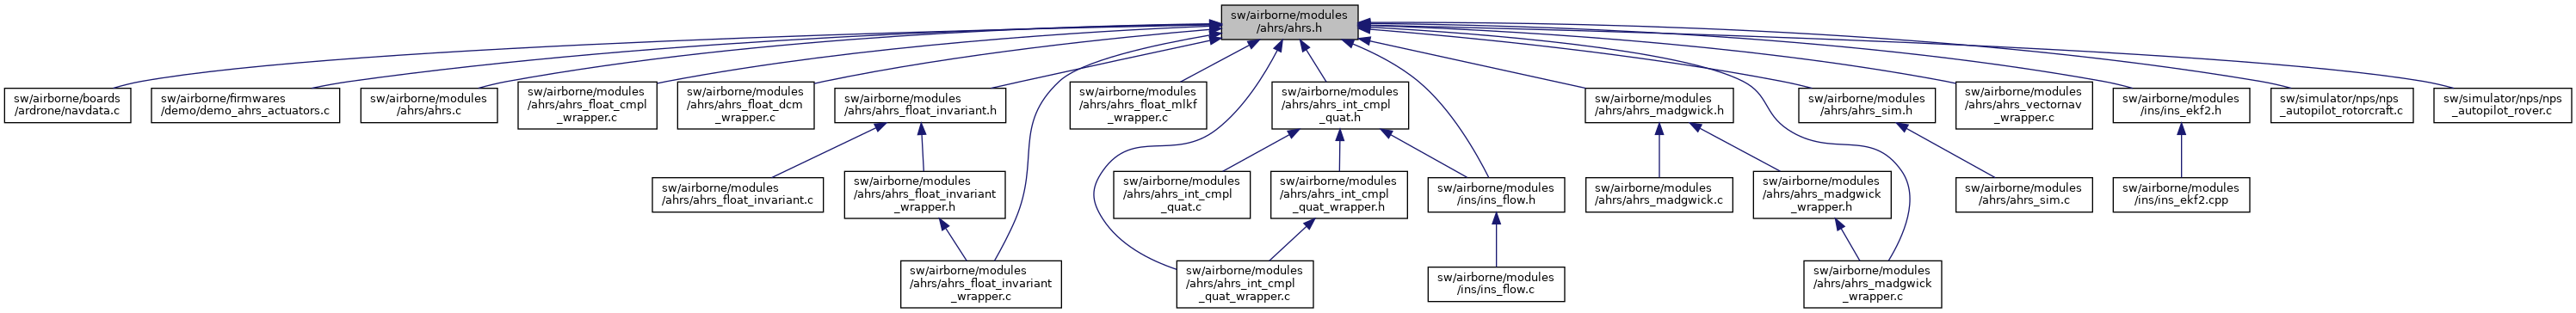 sw/airborne/modules
/ahrs/ahrs.h
sw/airborne/boards
/ardrone/navdata.c
sw/airborne/firmwares
/demo/demo_ahrs_actuators.c
sw/airborne/modules
/ahrs/ahrs.c
sw/airborne/modules
/ahrs/ahrs_float_cmpl
_wrapper.c
sw/airborne/modules
/ahrs/ahrs_float_dcm
_wrapper.c
sw/airborne/modules
/ahrs/ahrs_float_invariant.h
sw/airborne/modules
/ahrs/ahrs_float_mlkf
_wrapper.c
sw/airborne/modules
/ahrs/ahrs_int_cmpl
_quat.h
sw/airborne/modules
/ahrs/ahrs_madgwick.h
sw/airborne/modules
/ahrs/ahrs_sim.h
sw/airborne/modules
/ahrs/ahrs_vectornav
_wrapper.c
sw/airborne/modules
/ins/ins_ekf2.h
sw/simulator/nps/nps
_autopilot_rotorcraft.c
sw/simulator/nps/nps
_autopilot_rover.c
sw/airborne/modules
/ahrs/ahrs_float_invariant.c
sw/airborne/modules
/ahrs/ahrs_float_invariant
_wrapper.h
sw/airborne/modules
/ahrs/ahrs_int_cmpl
_quat.c
sw/airborne/modules
/ahrs/ahrs_int_cmpl
_quat_wrapper.h
sw/airborne/modules
/ins/ins_flow.h
sw/airborne/modules
/ahrs/ahrs_madgwick.c
sw/airborne/modules
/ahrs/ahrs_madgwick
_wrapper.h
sw/airborne/modules
/ahrs/ahrs_sim.c
sw/airborne/modules
/ins/ins_ekf2.cpp
sw/airborne/modules
/ahrs/ahrs_float_invariant
_wrapper.c
sw/airborne/modules
/ahrs/ahrs_int_cmpl
_quat_wrapper.c
sw/airborne/modules
/ins/ins_flow.c
sw/airborne/modules
/ahrs/ahrs_madgwick
_wrapper.c